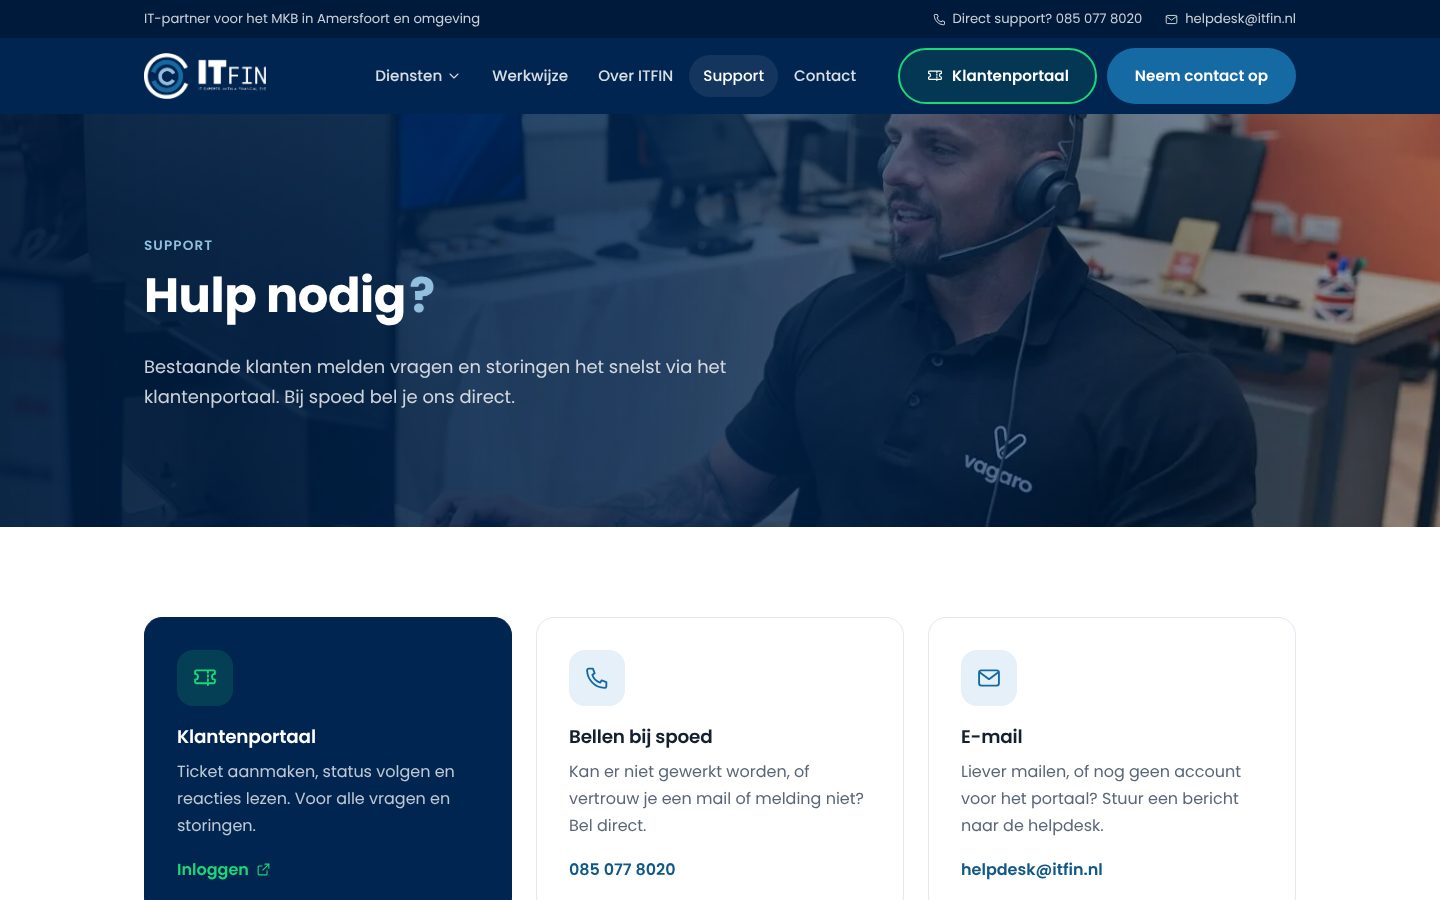 IT-partner voor het MKB in Amersfoort en omgeving
Direct support? 085 077 8020
helpdesk@itfin.nl
ITFIN
Diensten
Werkwijze
Over ITFIN
Support
Contact
Klantenportaal
Neem contact op
SUPPORT
Hulp nodig?
Bestaande klanten melden vragen en storingen het snelst via het
klantenportaal. Bij spoed bel je ons direct.
vagaro
Klantenportaal
Ticket aanmaken, status volgen en
reacties lezen. Voor alle vragen en
storingen.
Inloggen
Bellen bij spoed
Kan er niet gewerkt worden, of
vertrouw je een mail of melding niet?
Bel direct.
085 077 8020
E-mail
Liever mailen, of nog geen account
voor het portaal? Stuur een bericht
naar de helpdesk.
helpdesk@itfin.nl